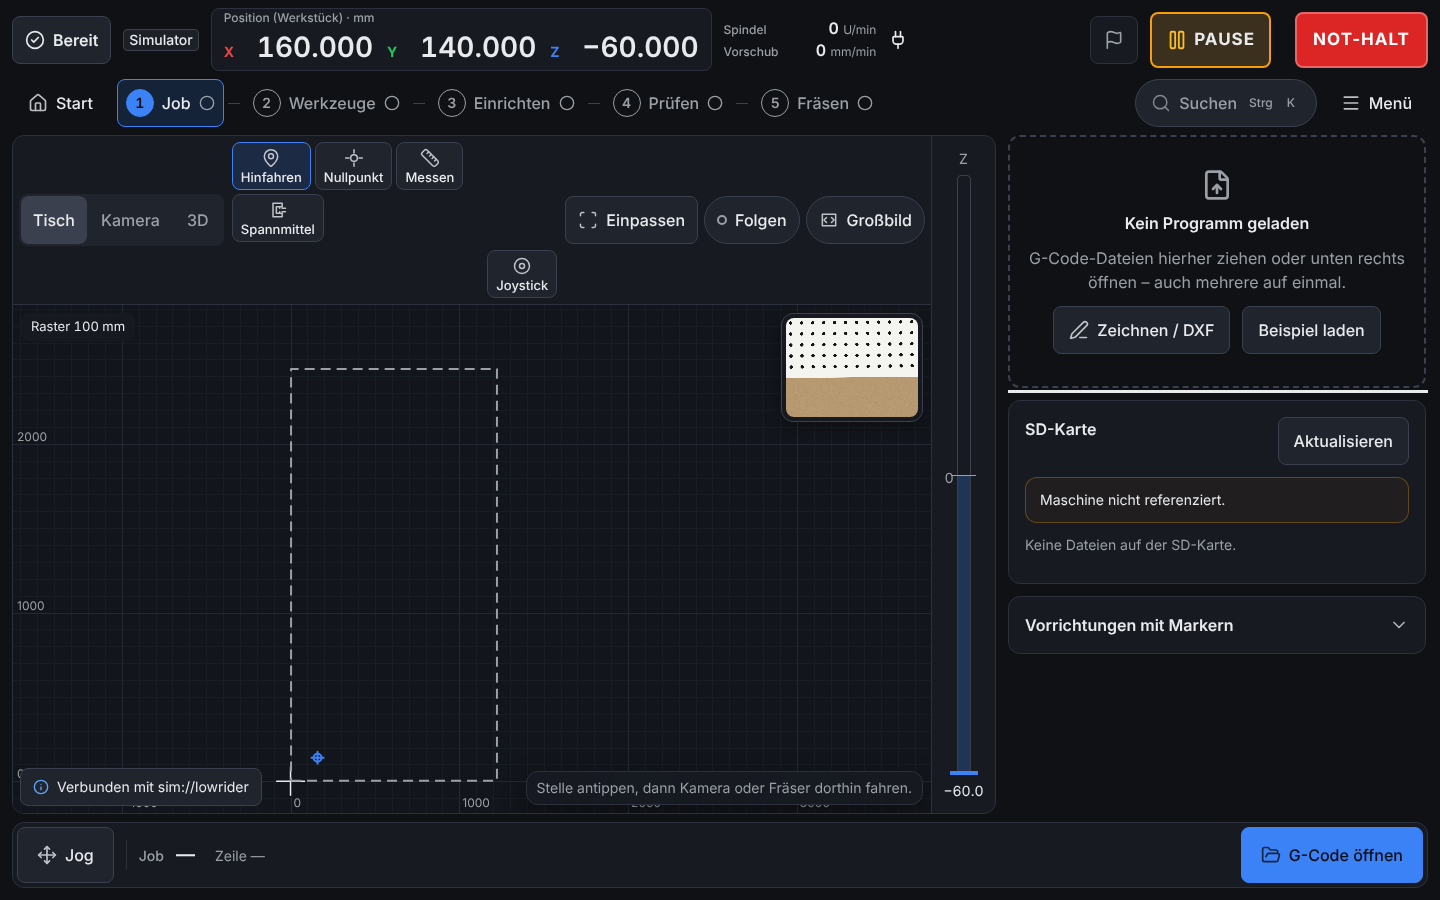 Bereit
Simulator
Position (Werkstück) · mm
X 160.000 Y 140.000 Z −60.000
Spindel 0 U/min
Vorschub 0 mm/min
PAUSE
NOT-HALT
Start
1 Job
2 Werkzeuge
3 Einrichten
4 Prüfen
5 Fräsen
Suchen Strg K
Menü
Hinfahren
Nullpunkt
Messen
Tisch
Kamera
3D
Spannmittel
Einpassen
Folgen
Großbild
Joystick
Raster 100 mm
2000
1000
0
1000
Verbunden mit sim://lowrider
Stelle antippen, dann Kamera oder Fräser dorthin fahren.
Z
0
−60.0
Kein Programm geladen
G-Code-Dateien hierher ziehen oder unten rechts
öffnen – auch mehrere auf einmal.
Zeichnen / DXF
Beispiel laden
SD-Karte
Aktualisieren
Maschine nicht referenziert.
Keine Dateien auf der SD-Karte.
Vorrichtungen mit Markern
Jog
Job —
Zeile —
G-Code öffnen